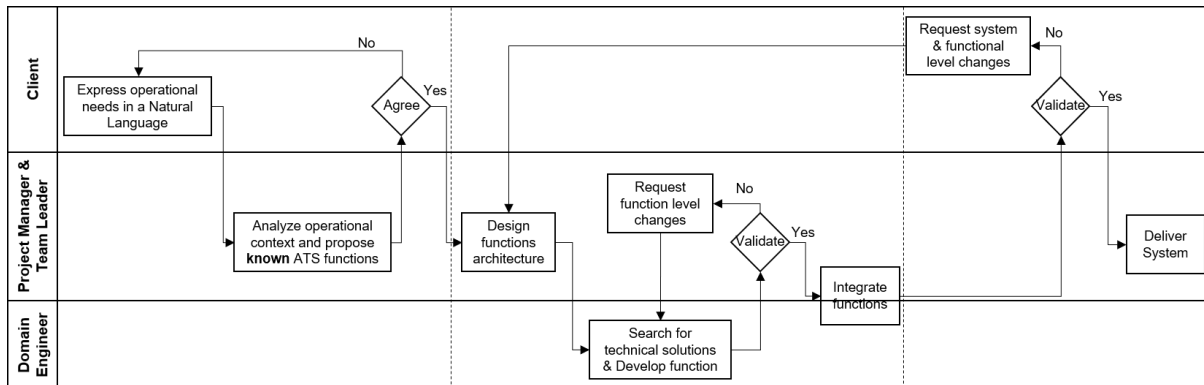 Client
No
Express operational
needs in a Natural
Language
Agree
Yes
Request system
& functional
level changes
No
Validate
Yes
Project Manager &
Team Leader
Analyze operational
context and propose
known ATS functions
Design
functions
architecture
Request
function level
changes
No
Validate
Yes
Integrate
functions
Deliver
System
Domain
Engineer
Search for
technical solutions
& Develop function